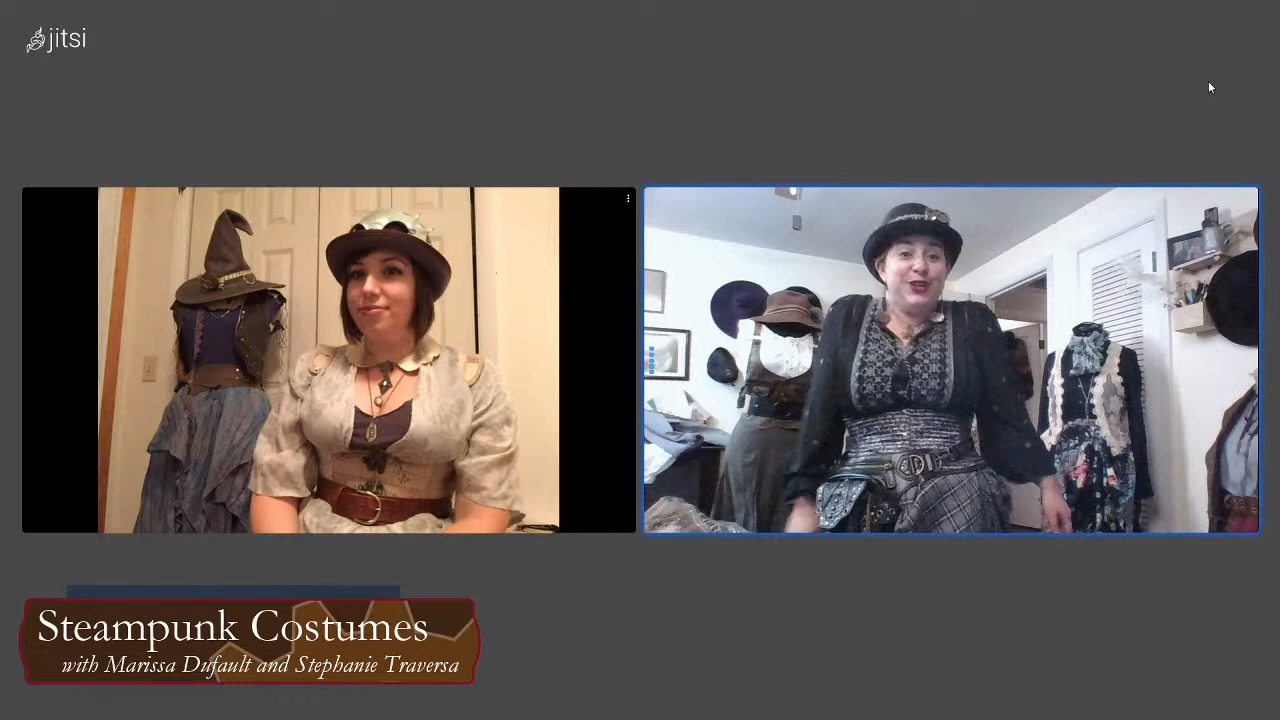 jitsi
Steampunk Costumes
with Marissa Dufault and Stephanie Traversa